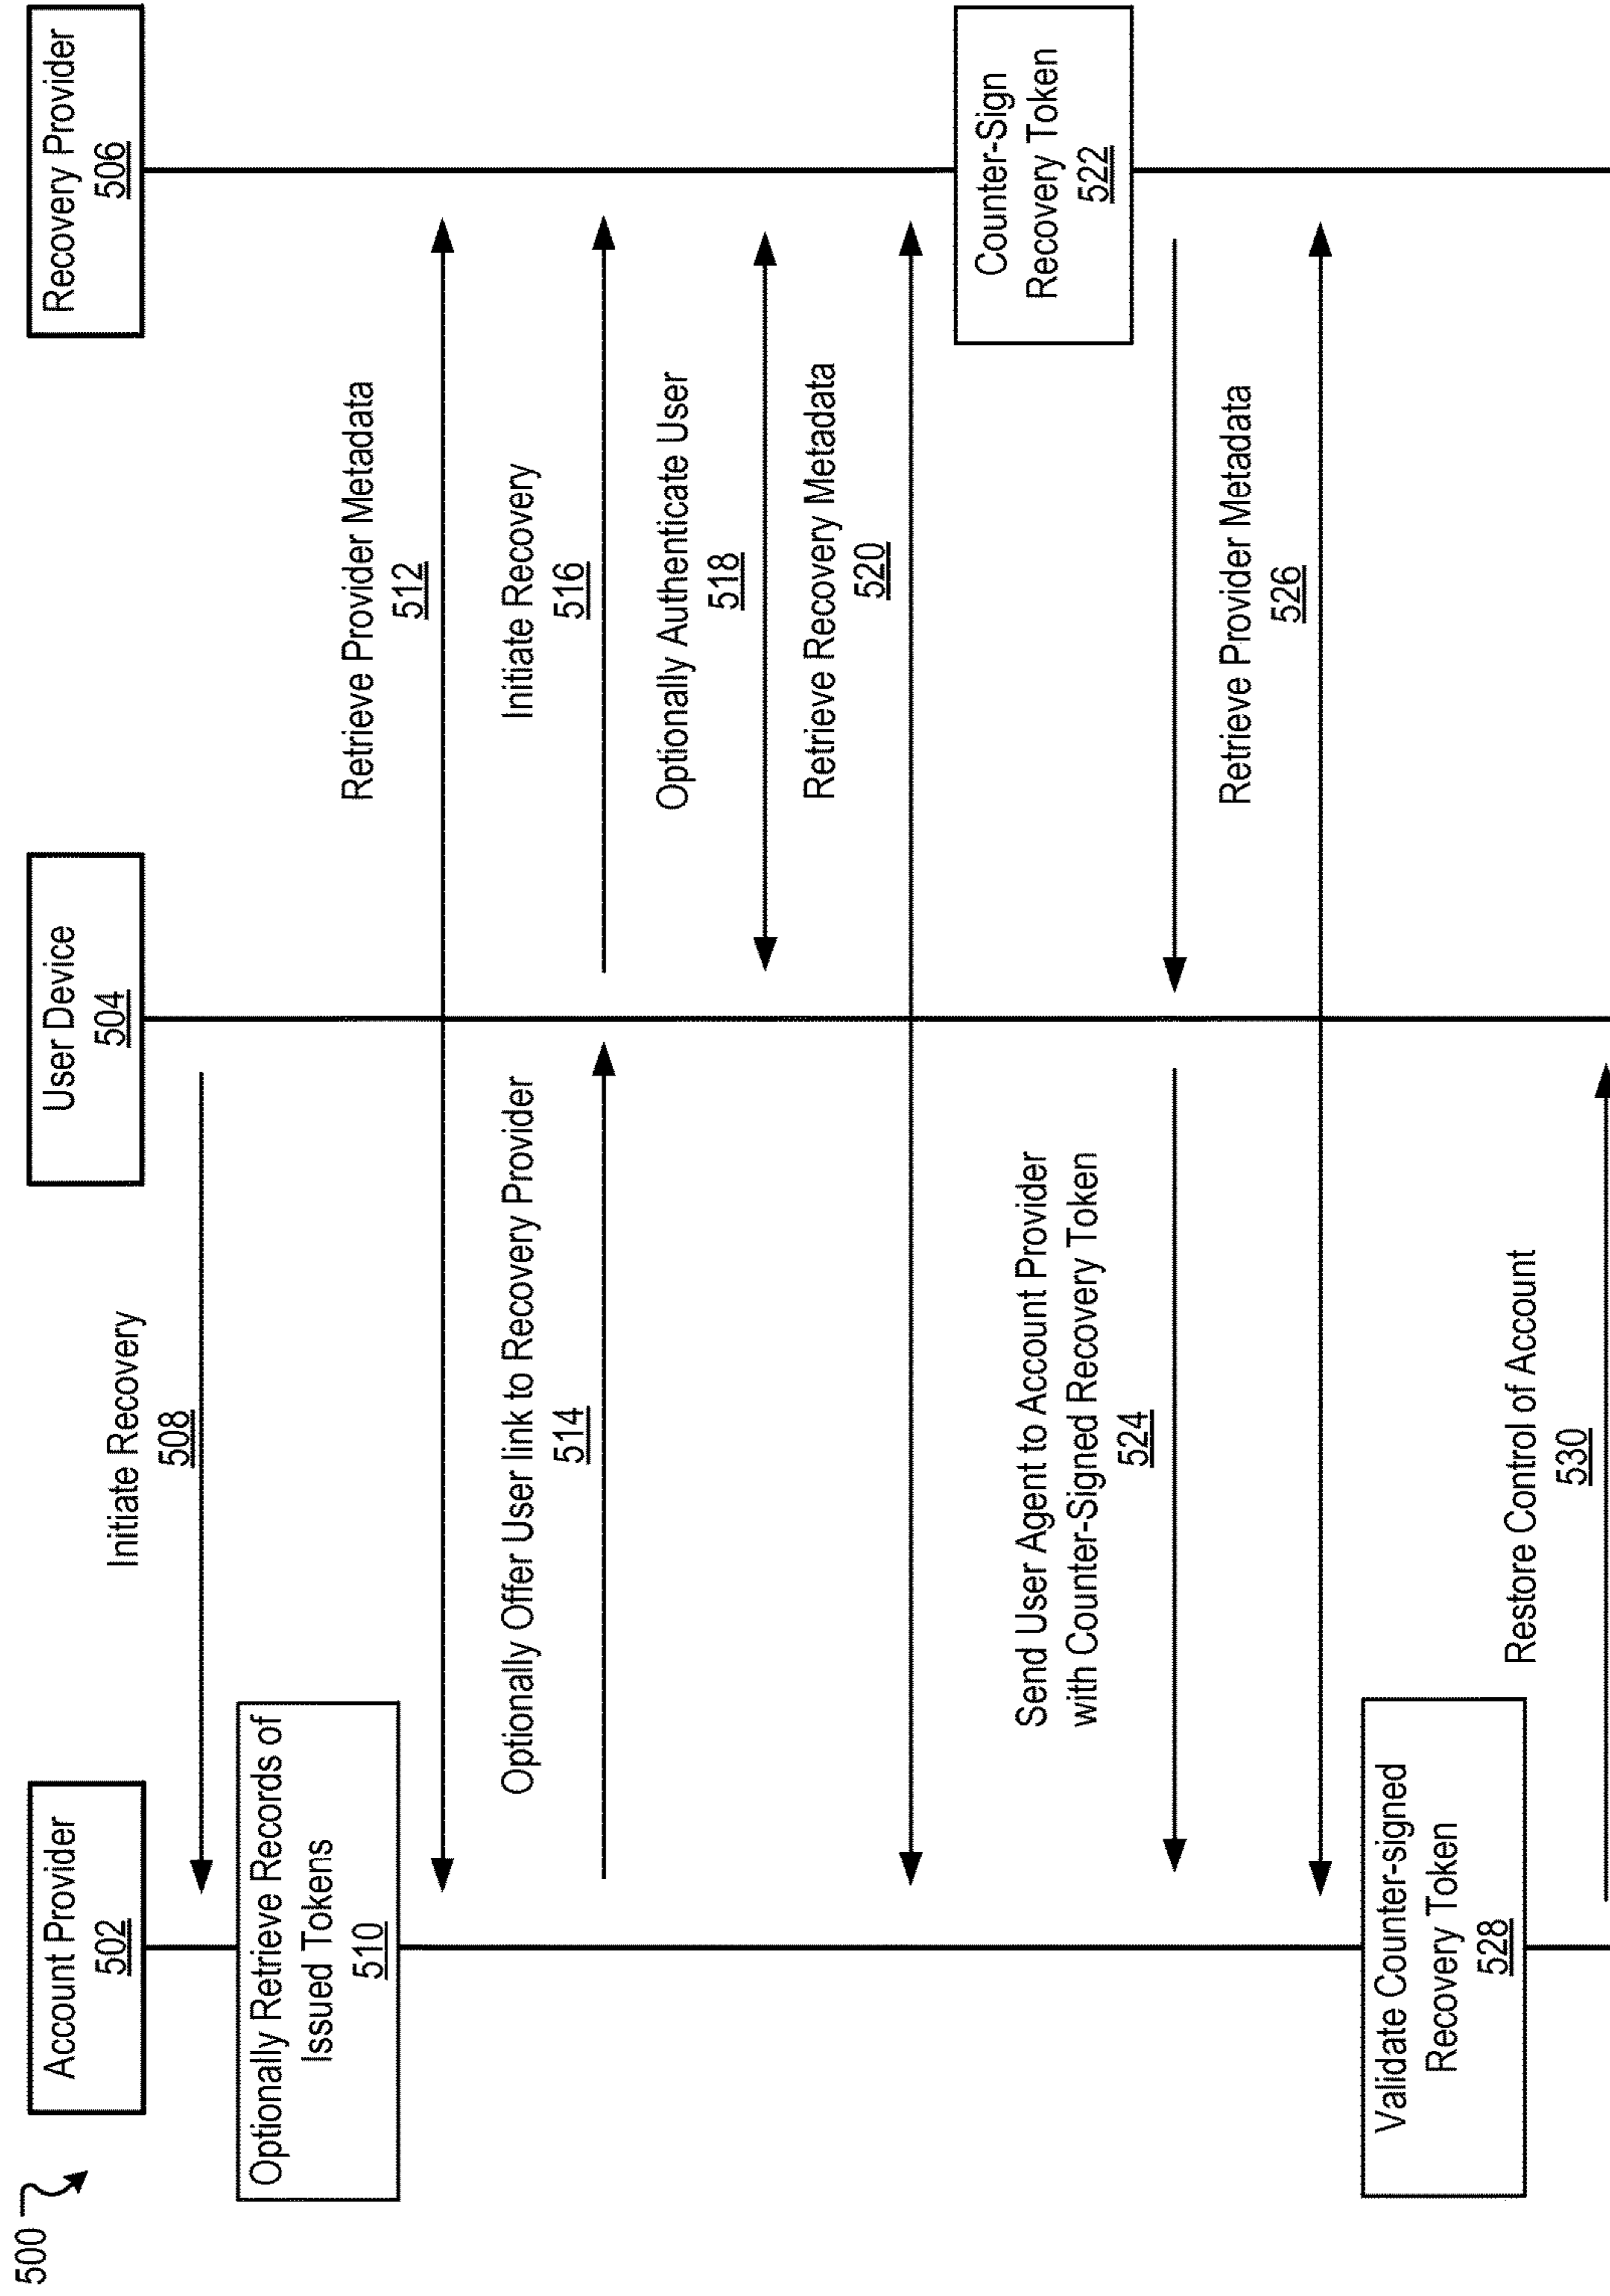 500
Account Provider
502
User Device
504
Recovery Provider
506
Initiate Recovery
508
Optionally Retrieve Records of
Issued Tokens
510
Retrieve Provider Metadata
512
Optionally Offer User link to Recovery Provider
514
Initiate Recovery
516
Optionally Authenticate User
518
Retrieve Recovery Metadata
520
Counter-Sign
Recovery Token
522
Send User Agent to Account Provider
with Counter-Signed Recovery Token
524
Retrieve Provider Metadata
526
Validate Counter-signed
Recovery Token
528
Restore Control of Account
530